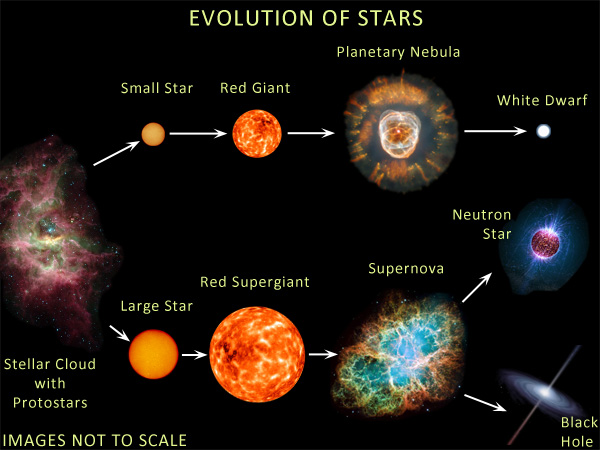 EVOLUTION OF STARS
Planetary Nebula
Small Star
Red Giant
White Dwarf
Neutron
Star
Supernova
Red Supergiant
Large Star
Stellar Cloud
with
Protostars
Black
Hole
IMAGES NOT TO SCALE